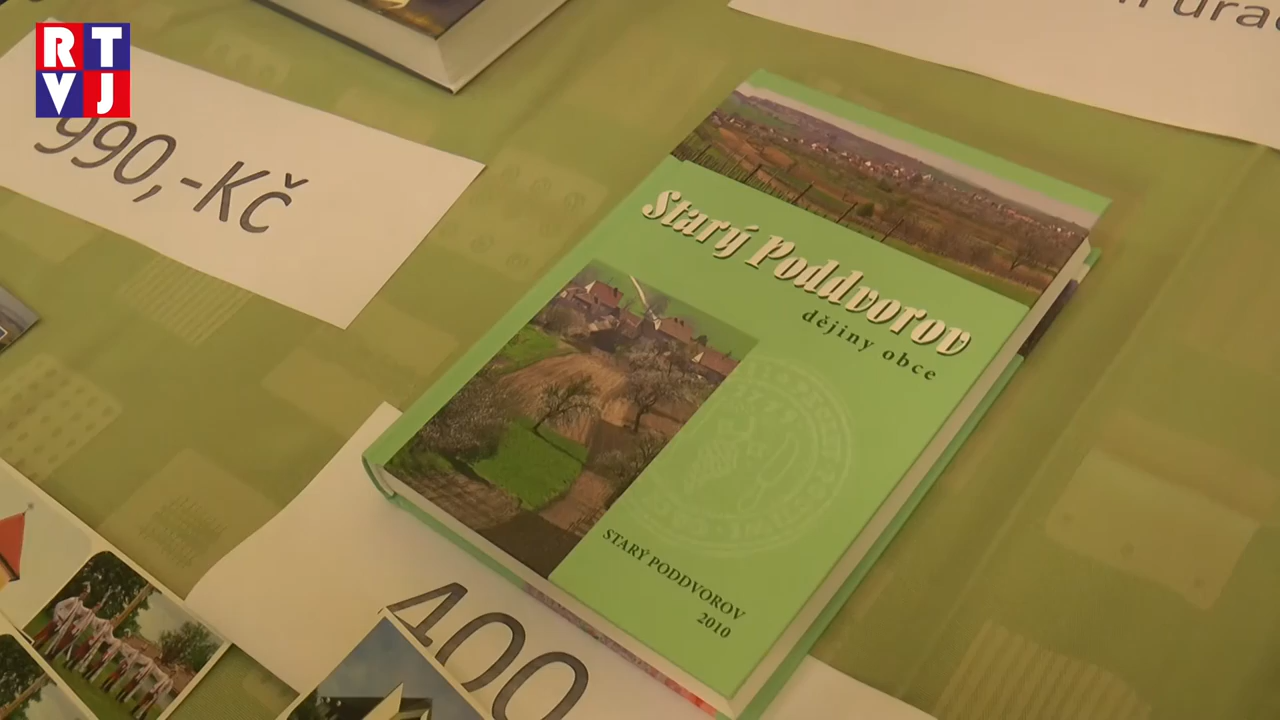 RT
VJ
990,-Kč
Starý Poddvorov
dějiny obce
STARÝ PODDVOROV
2010
400